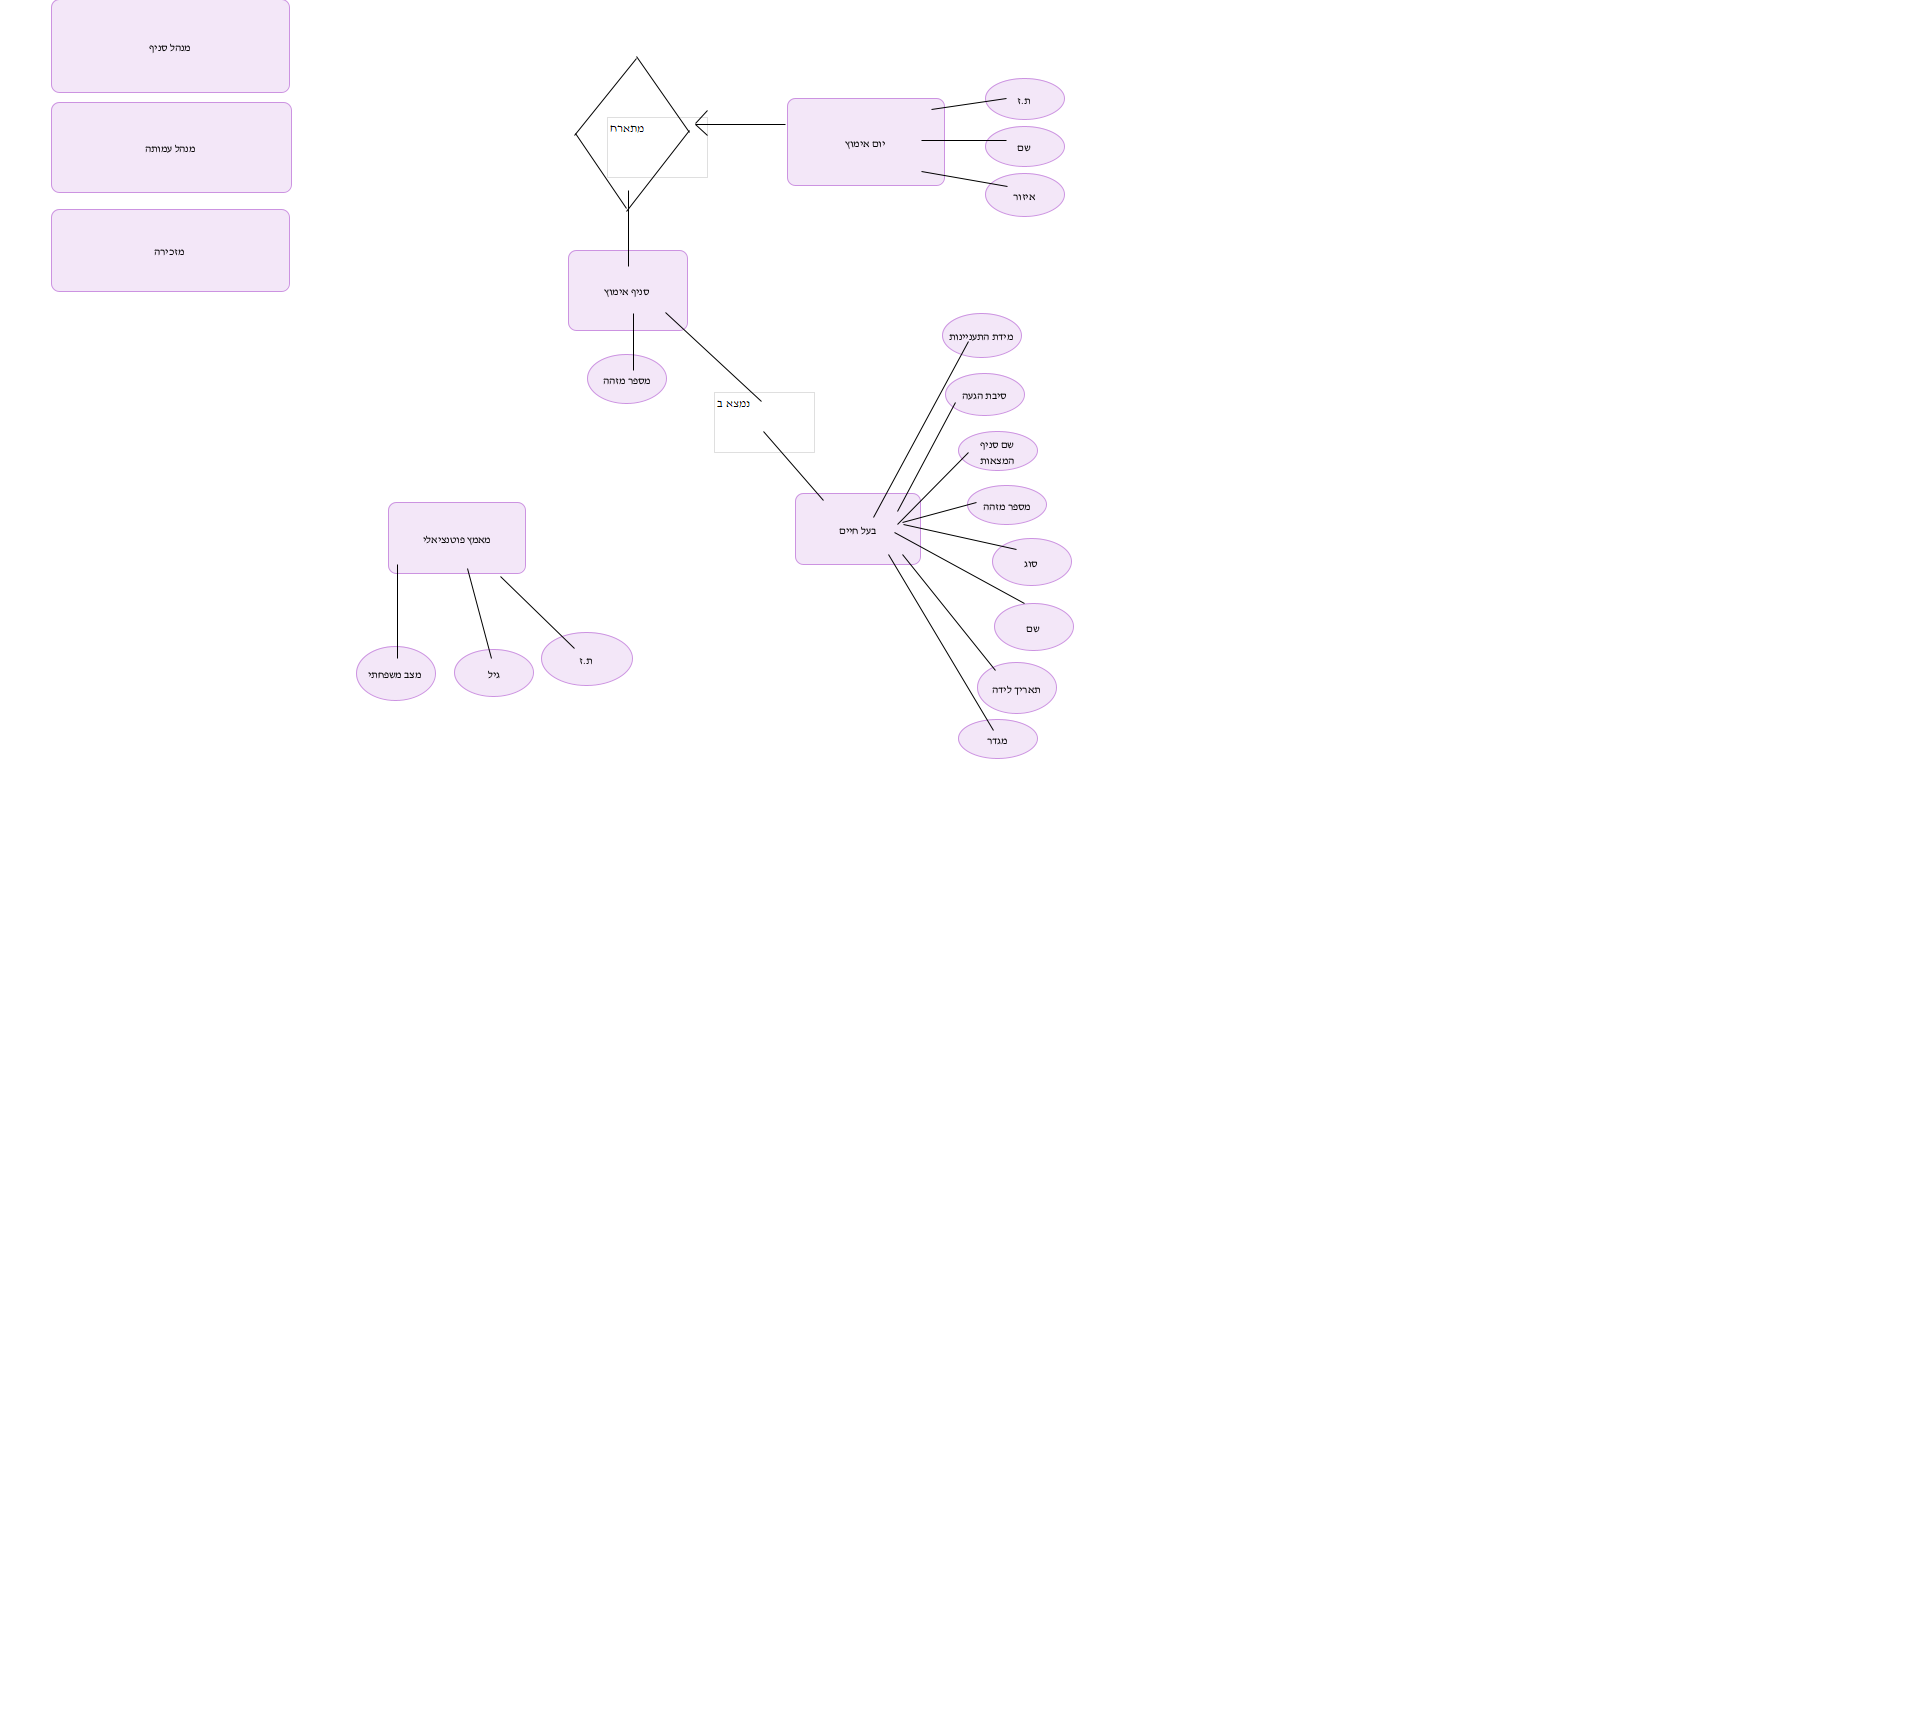 מנהל סניף
מנהל עמותה
מזכירה
מתארח
יום אימוץ
ת.ז
שם
איזור
סניף אימוץ
מספר מזהה
נמצא ב
מידת התעניינות
סיבת הגעה
שם סניף
המצאות
מספר מזהה
סוג
שם
תאריך לידה
מגדר
בעל חיים
מאמץ פוטנציאלי
מצב משפחתי
גיל
ת.ז